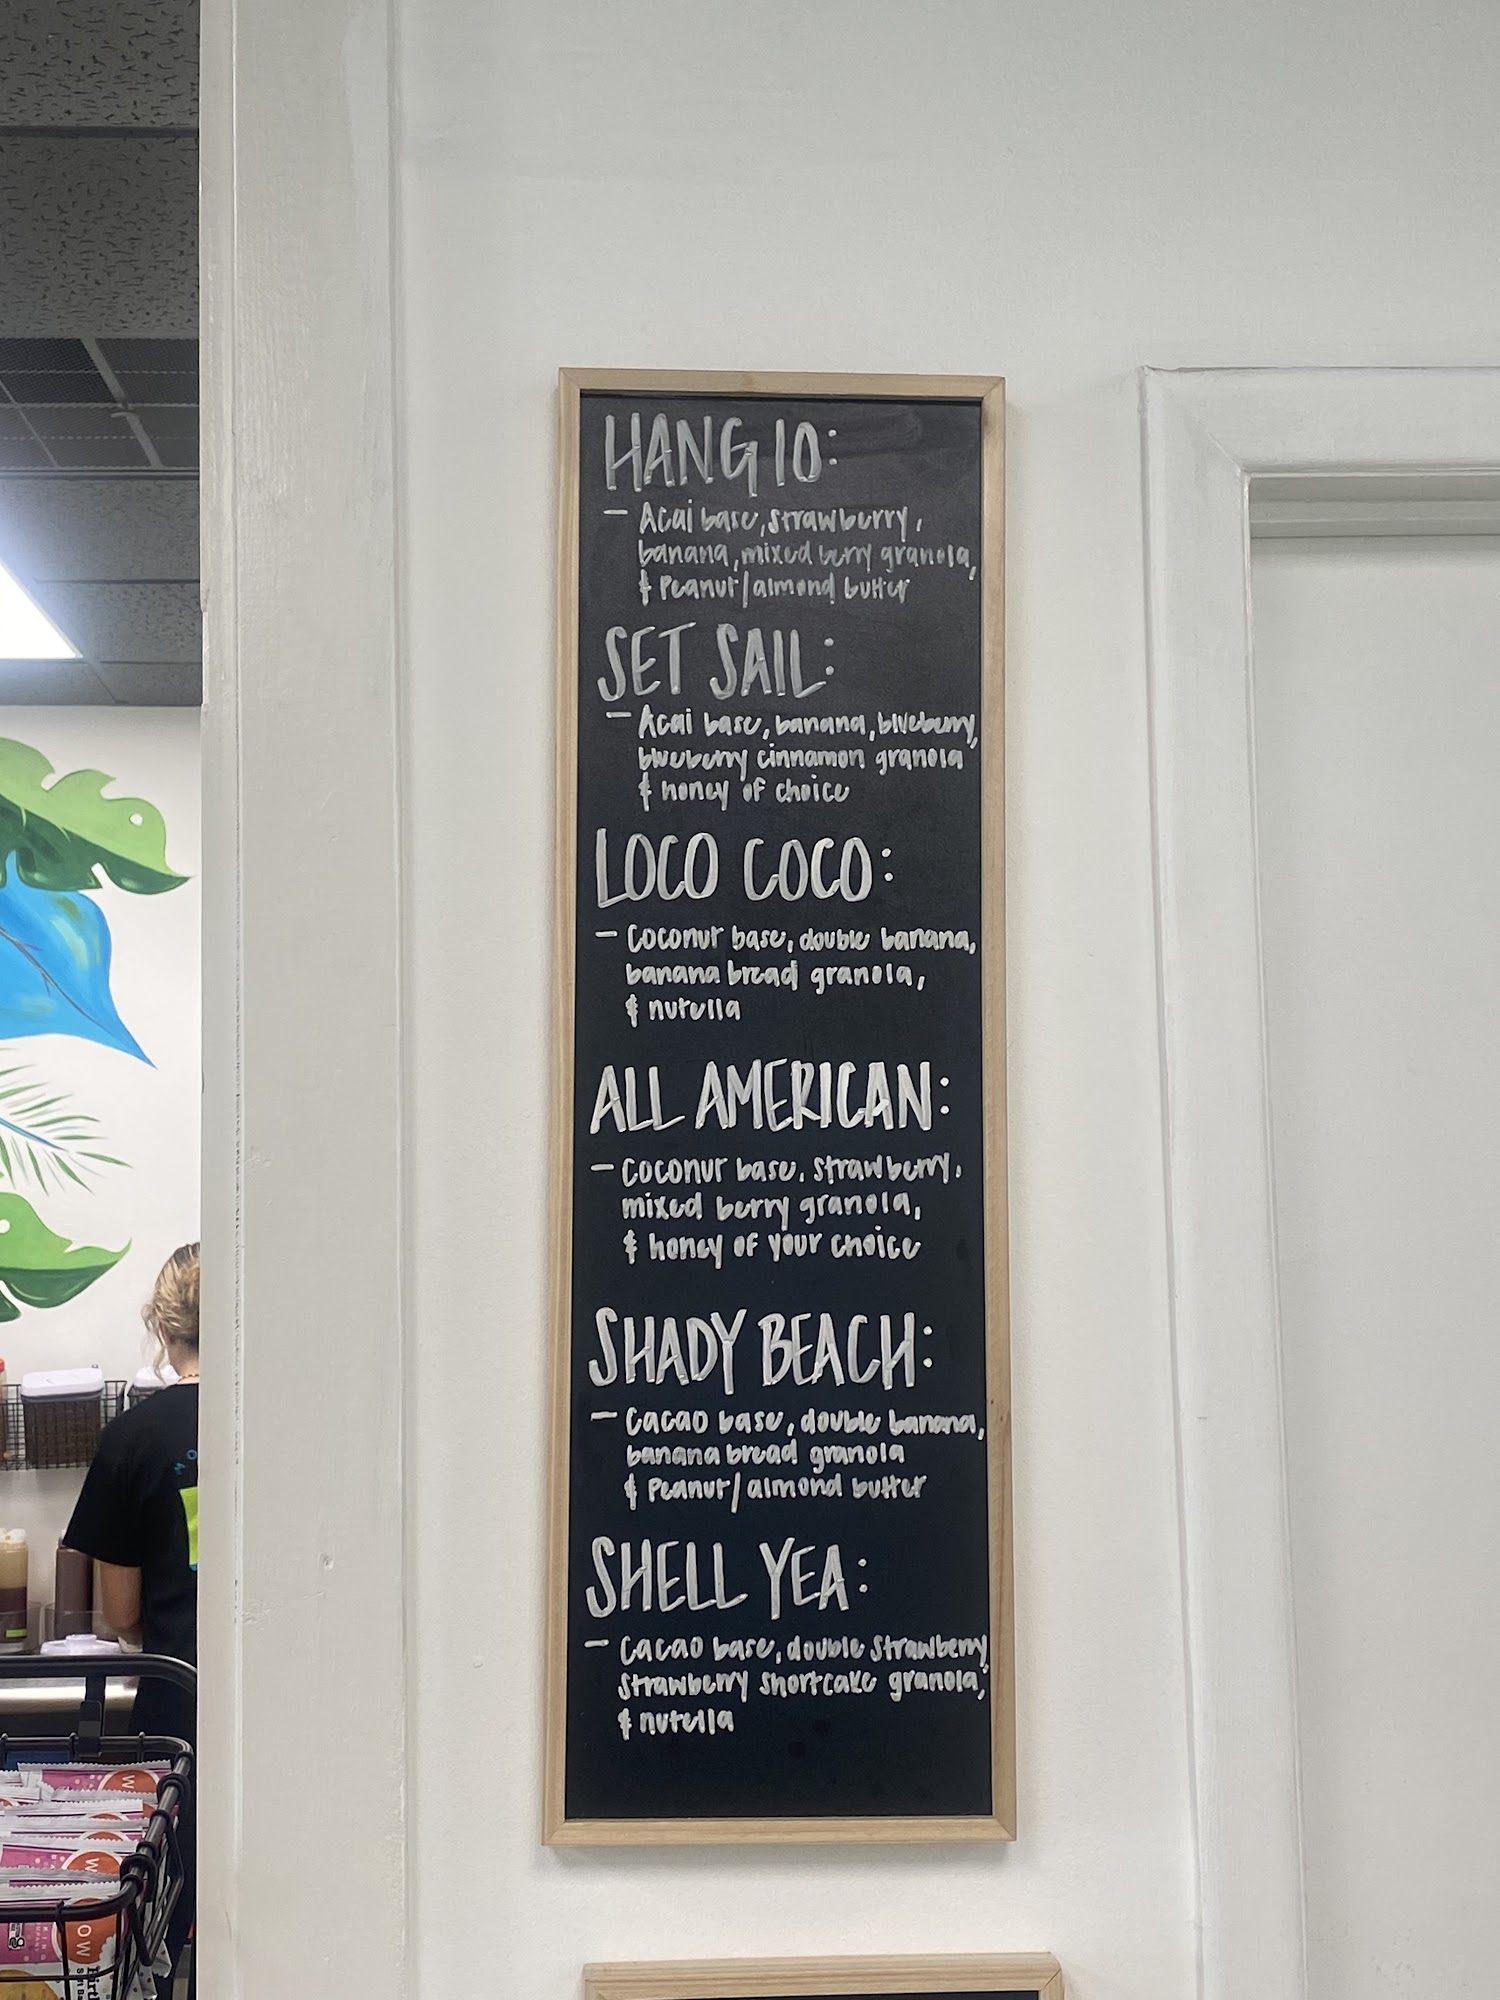 HANG 10:
- Acai base, strawberry,
banana, mixed berry granola,
& Peanut/almond butter
SET SAIL:
- Acai base, banana, blueberry,
blueberry cinnamon granola
& honey of choice
LOCO COCO:
- Coconut base, double banana,
banana bread granola,
& nutella
ALL AMERICAN:
- Coconut base, strawberry,
mixed berry granola,
& honey of your choice
SHADY BEACH:
- Cacao base, double banana,
banana bread granola
& Peanut/almond butter
SHELL YEA:
- Cacao base, double strawberry,
strawberry shortcake granola,
& nutella